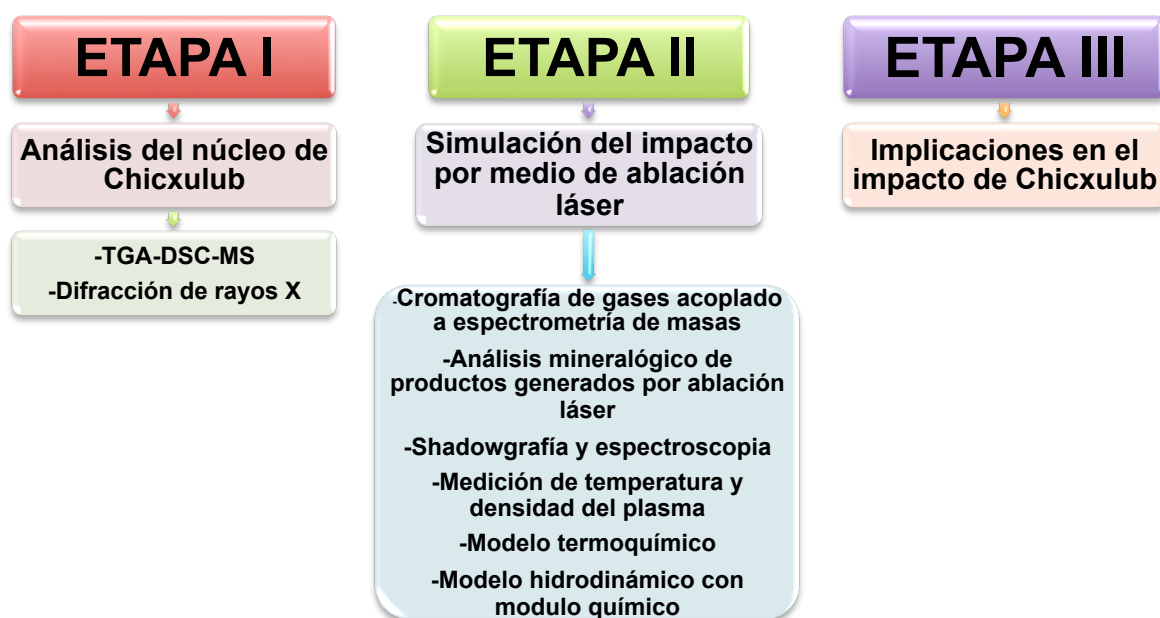 ETAPA I
Análisis del núcleo de
Chicxulub
-TGA-DSC-MS
-Difracción de rayos X
ETAPA II
Simulación del impacto
por medio de ablación
láser
-Cromatografía de gases acoplado
a espectrometría de masas
-Análisis mineralógico de
productos generados por ablación
láser
-Shadowgrafía y espectroscopia
-Medición de temperatura y
densidad del plasma
-Modelo termoquímico
-Modelo hidrodinámico con
modulo químico
ETAPA III
Implicaciones en el
impacto de Chicxulub